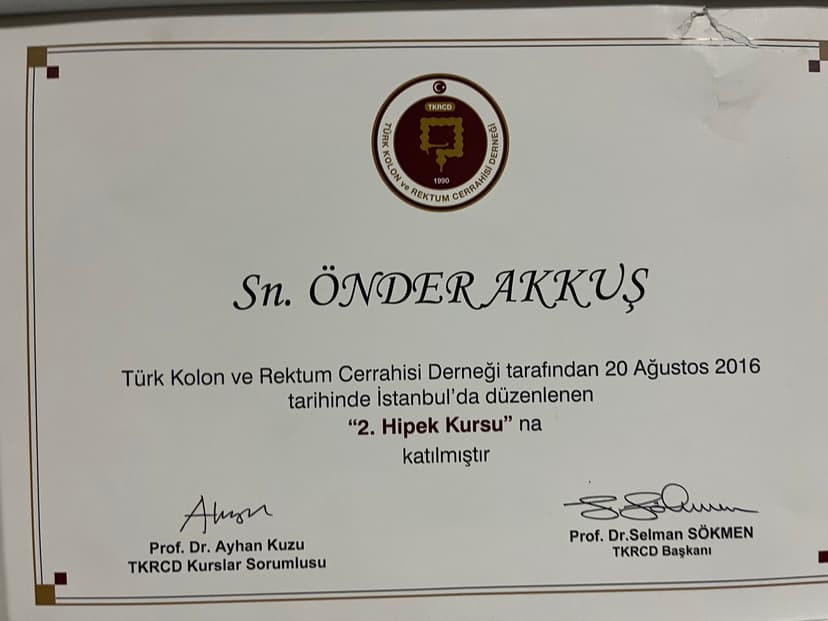 TKRCD
TÜRK KOLON ve REKTUM CERRAHİSİ DERNEĞİ
1990
Sn. ÖNDER AKKUŞ
Türk Kolon ve Rektum Cerrahisi Derneği tarafından 20 Ağustos 2016
tarihinde İstanbul'da düzenlenen
“2. Hipek Kursu” na
katılmıştır
Prof. Dr. Ayhan Kuzu
TKRCD Kurslar Sorumlusu
Prof. Dr.Selman SÖKMEN
TKRCD Başkanı